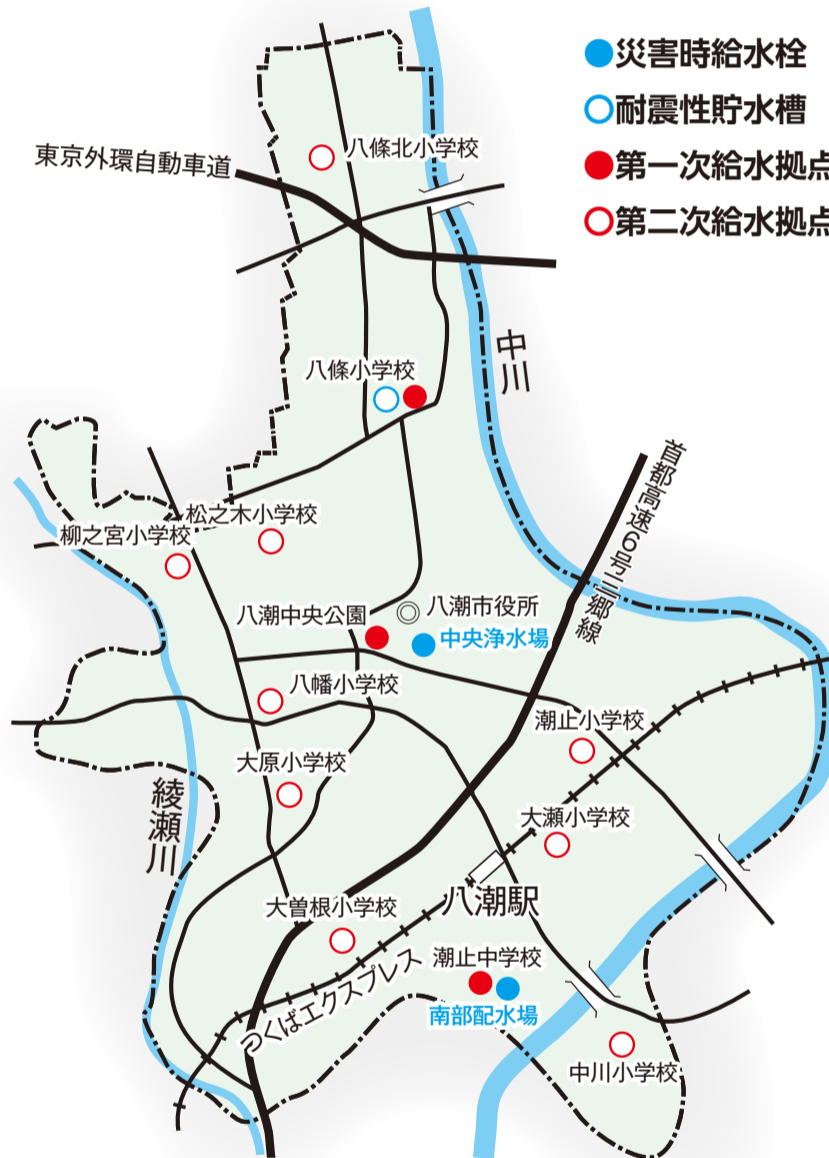 災害時給水栓
耐震性貯水槽
第一次給水拠点
第二次給水拠点
八條北小学校
東京外環自動車道
中川
八條小学校
首都高速6号三郷線
松之木小学校
柳之宮小学校
八潮市役所
八潮中央公園
中央浄水場
八幡小学校
潮止小学校
大原小学校
綾瀬川
大瀬小学校
八潮駅
大曽根小学校
潮止中学校
つくばエクスプレス
南部配水場
中川小学校